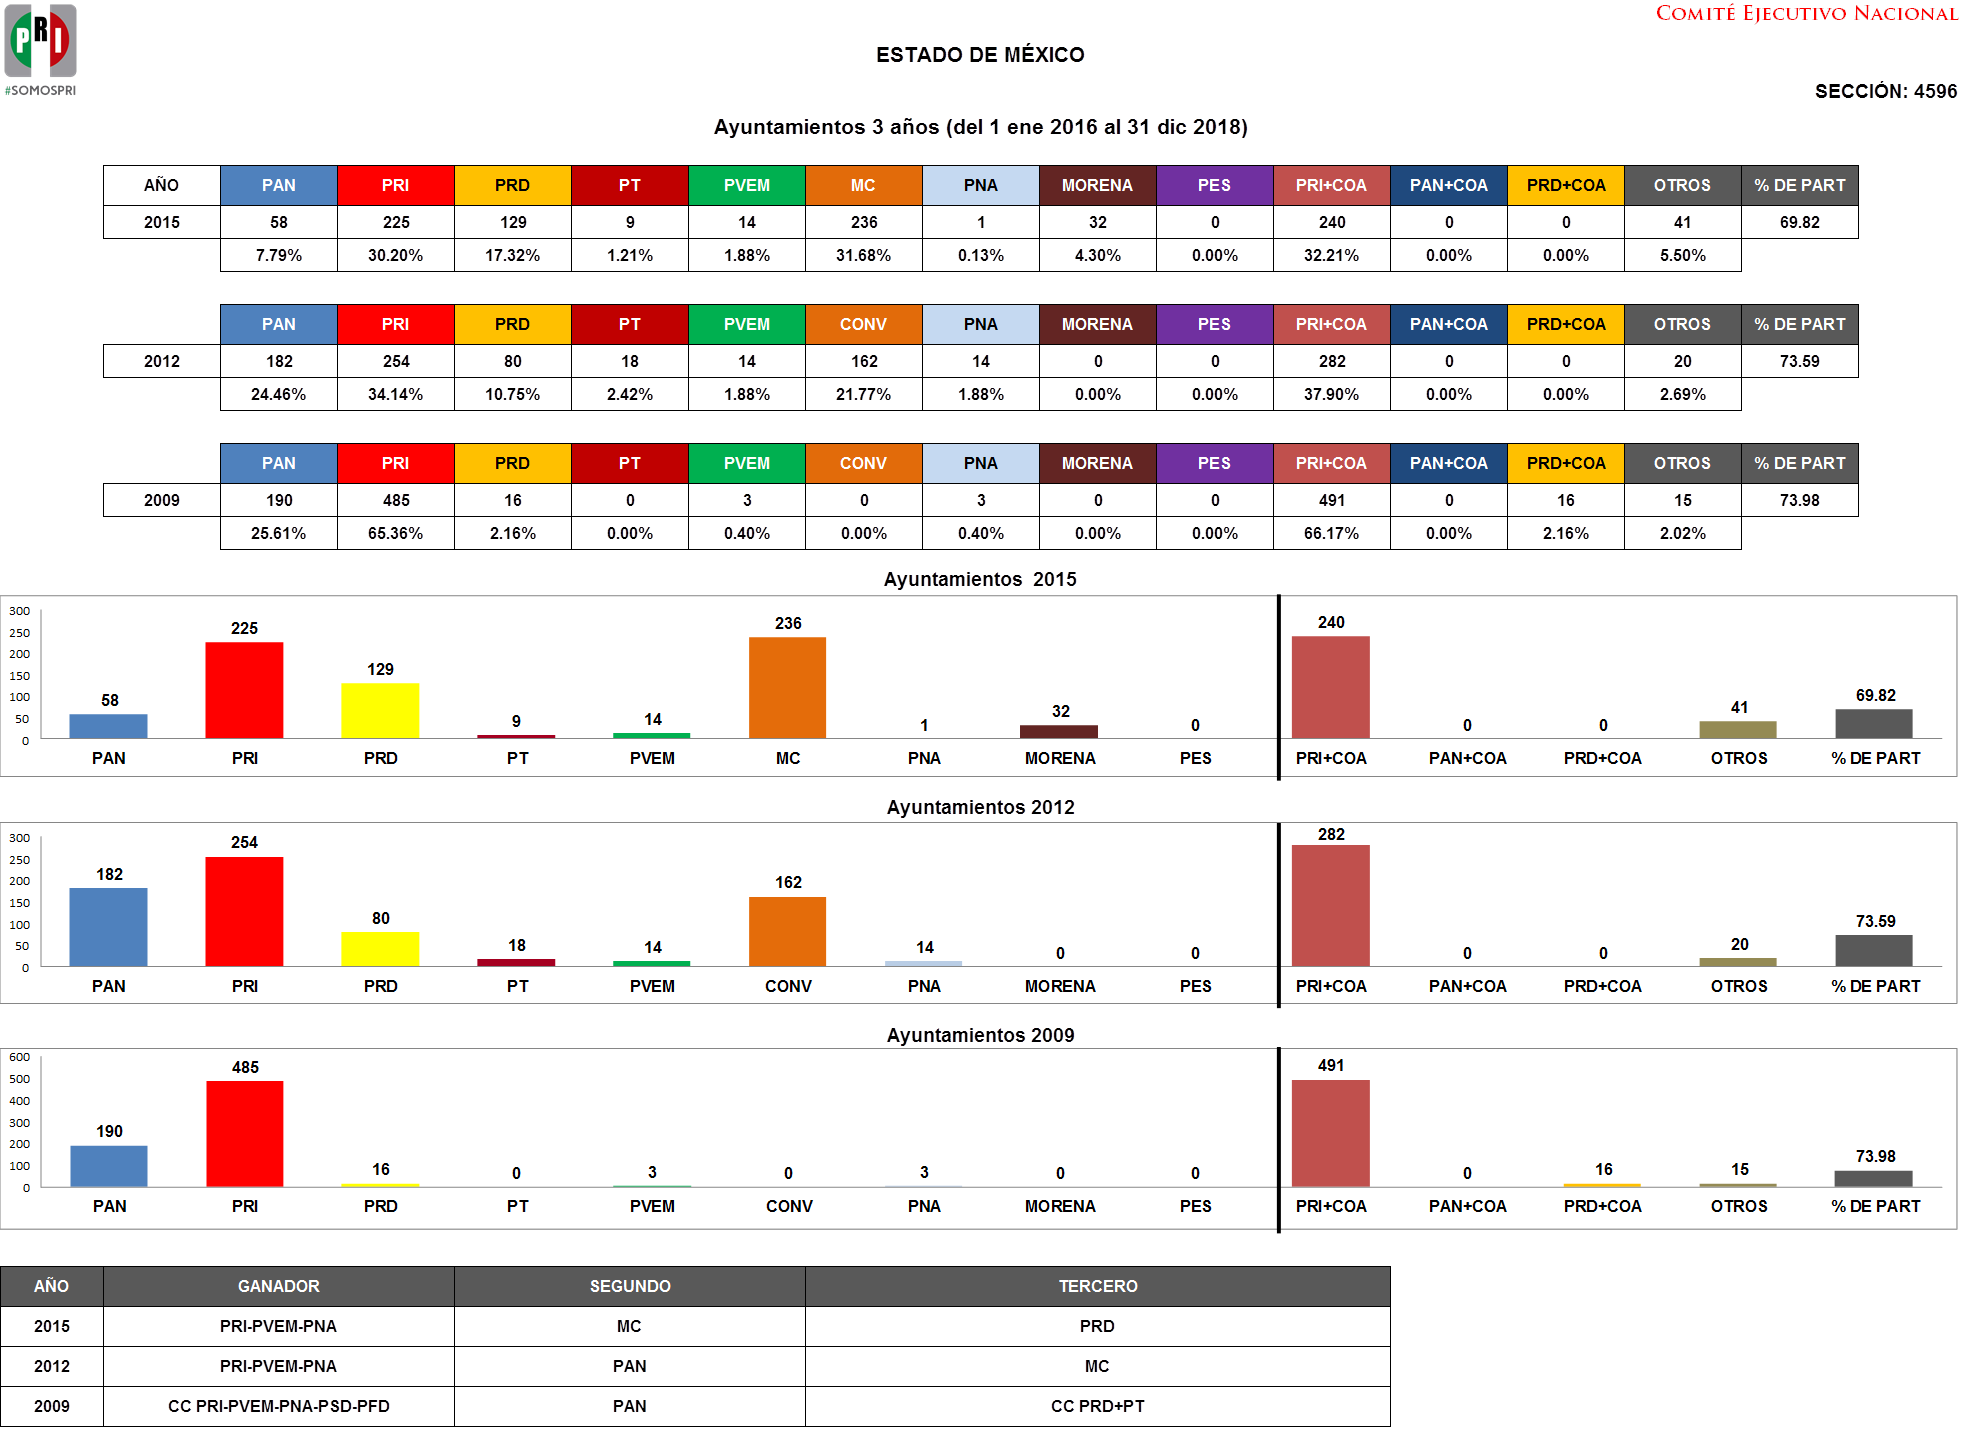 PRI
#SOMOSPRI
COMITÉ EJECUTIVO NACIONAL
ESTADO DE MÉXICO
SECCIÓN: 4596
Ayuntamientos 3 años (del 1 ene 2016 al 31 dic 2018)
AÑO PAN PRI PRD PT PVEM MC PNA MORENA PES PRI+COA PAN+COA PRD+COA OTROS % DE PART
2015 58 225 129 9 14 236 1 32 0 240 0 0 41 69.82
7.79% 30.20% 17.32% 1.21% 1.88% 31.68% 0.13% 4.30% 0.00% 32.21% 0.00% 0.00% 5.50%
PAN PRI PRD PT PVEM CONV PNA MORENA PES PRI+COA PAN+COA PRD+COA OTROS % DE PART
2012 182 254 80 18 14 162 14 0 0 282 0 0 20 73.59
24.46% 34.14% 10.75% 2.42% 1.88% 21.77% 1.88% 0.00% 0.00% 37.90% 0.00% 0.00% 2.69%
PAN PRI PRD PT PVEM CONV PNA MORENA PES PRI+COA PAN+COA PRD+COA OTROS % DE PART
2009 190 485 16 0 3 0 3 0 0 491 0 16 15 73.98
25.61% 65.36% 2.16% 0.00% 0.40% 0.00% 0.40% 0.00% 0.00% 66.17% 0.00% 2.16% 2.02%
Ayuntamientos 2015
300
250
200
150
100
50
0
58 225 129 9 14 236 1 32 0 240 0 0 41 69.82
PAN PRI PRD PT PVEM MC PNA MORENA PES PRI+COA PAN+COA PRD+COA OTROS % DE PART
Ayuntamientos 2012
300
250
200
150
100
50
0
182 254 80 18 14 162 14 0 0 282 0 0 20 73.59
PAN PRI PRD PT PVEM CONV PNA MORENA PES PRI+COA PAN+COA PRD+COA OTROS % DE PART
Ayuntamientos 2009
600
500
400
300
200
100
0
190 485 16 0 3 0 3 0 0 491 0 16 15 73.98
PAN PRI PRD PT PVEM CONV PNA MORENA PES PRI+COA PAN+COA PRD+COA OTROS % DE PART
AÑO GANADOR SEGUNDO TERCERO
2015 PRI-PVEM-PNA MC PRD
2012 PRI-PVEM-PNA PAN MC
2009 CC PRI-PVEM-PNA-PSD-PFD PAN CC PRD+PT